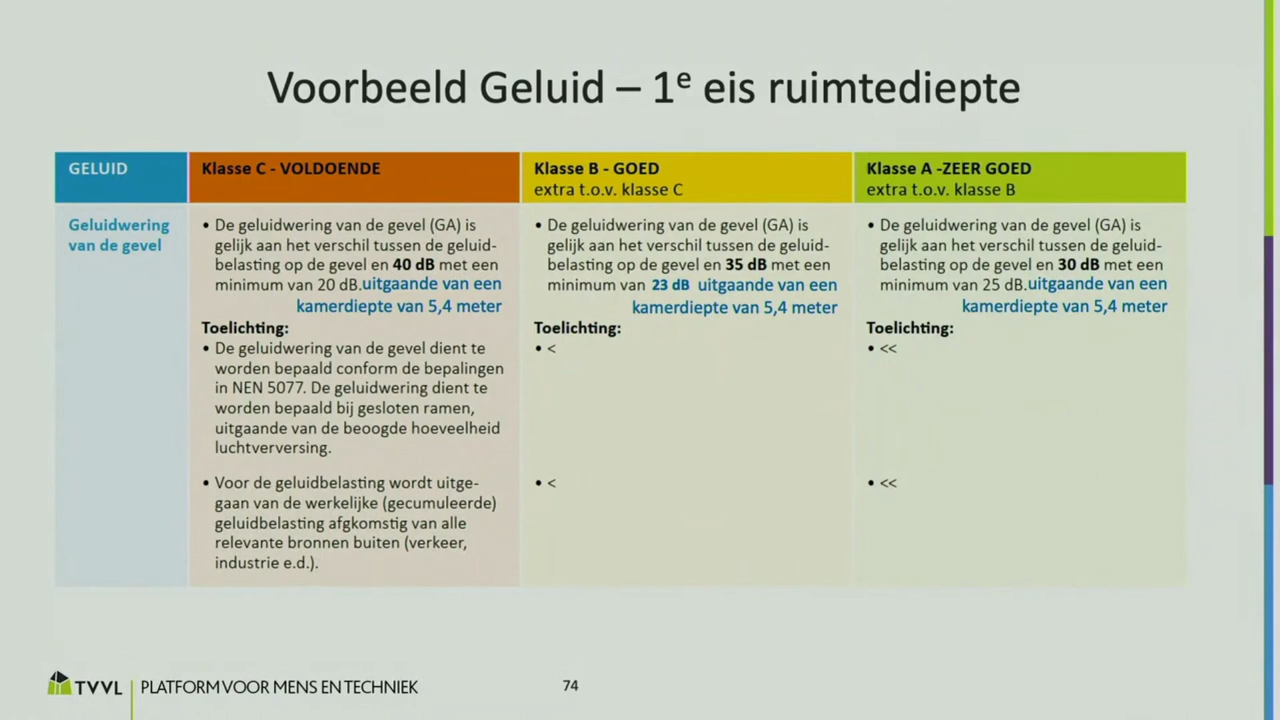 Voorbeeld Geluid – 1e eis ruimtediepte
GELUID
Klasse C - VOLDOENDE
Klasse B - GOED
extra t.o.v. klasse C
Klasse A -ZEER GOED
extra t.o.v. klasse B
Geluidwering
van de gevel
• De geluidwering van de gevel (GA) is
gelijk aan het verschil tussen de geluid-
belasting op de gevel en 40 dB met een
minimum van 20 dB.uitgaande van een
kamerdiepte van 5,4 meter
Toelichting:
• De geluidwering van de gevel dient te
worden bepaald conform de bepalingen
in NEN 5077. De geluidwering dient te
worden bepaald bij gesloten ramen,
uitgaande van de beoogde hoeveelheid
luchtverversing.
• Voor de geluidbelasting wordt uitge-
gaan van de werkelijke (gecumuleerde)
geluidbelasting afgkomstig van alle
relevante bronnen buiten (verkeer,
industrie e.d.).
• De geluidwering van de gevel (GA) is
gelijk aan het verschil tussen de geluid-
belasting op de gevel en 35 dB met een
minimum van 23 dB uitgaande van een
kamerdiepte van 5,4 meter
Toelichting:
• <
• <
• De geluidwering van de gevel (GA) is
gelijk aan het verschil tussen de geluid-
belasting op de gevel en 30 dB met een
minimum van 25 dB.uitgaande van een
kamerdiepte van 5,4 meter
Toelichting:
• <<
• <<
TVVL PLATFORM VOOR MENS EN TECHNIEK
74